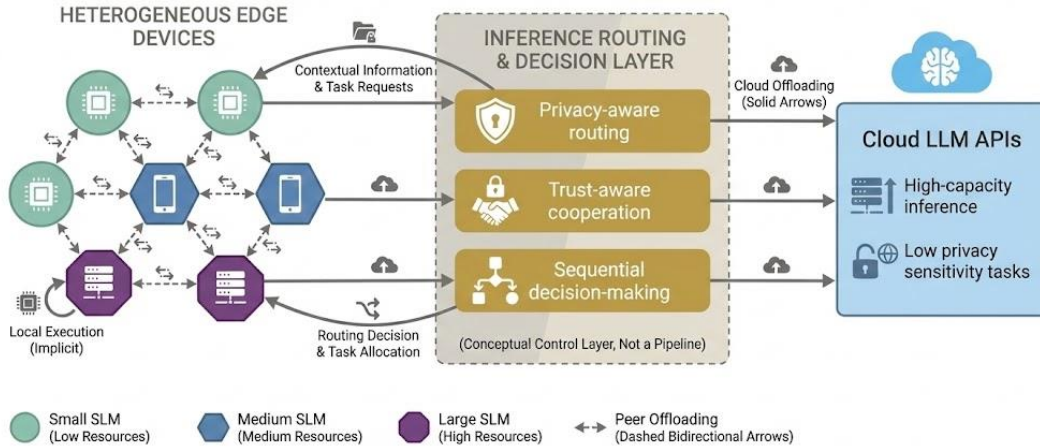 HETEROGENEOUS EDGE
DEVICES
Contextual Information
& Task Requests
INFERENCE ROUTING
& DECISION LAYER
Privacy-aware
routing
Trust-aware
cooperation
Sequential
decision-making
(Conceptual Control Layer, Not a Pipeline)
Cloud Offloading
(Solid Arrows)
Cloud LLM APIs
High-capacity
inference
Low privacy
sensitivity tasks
Local Execution
(Implicit)
Routing Decision
& Task Allocation
Small SLM
(Low Resources)
Medium SLM
(Medium Resources)
Large SLM
(High Resources)
Peer Offloading
(Dashed Bidirectional Arrows)